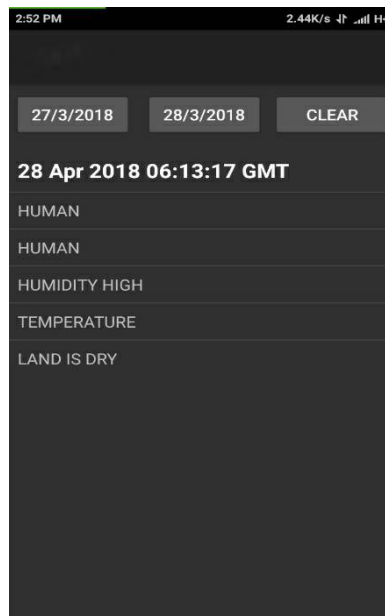 2:52 PM 2.44K/s H+
27/3/2018 28/3/2018 CLEAR
28 Apr 2018 06:13:17 GMT
HUMAN
HUMAN
HUMIDITY HIGH
TEMPERATURE
LAND IS DRY